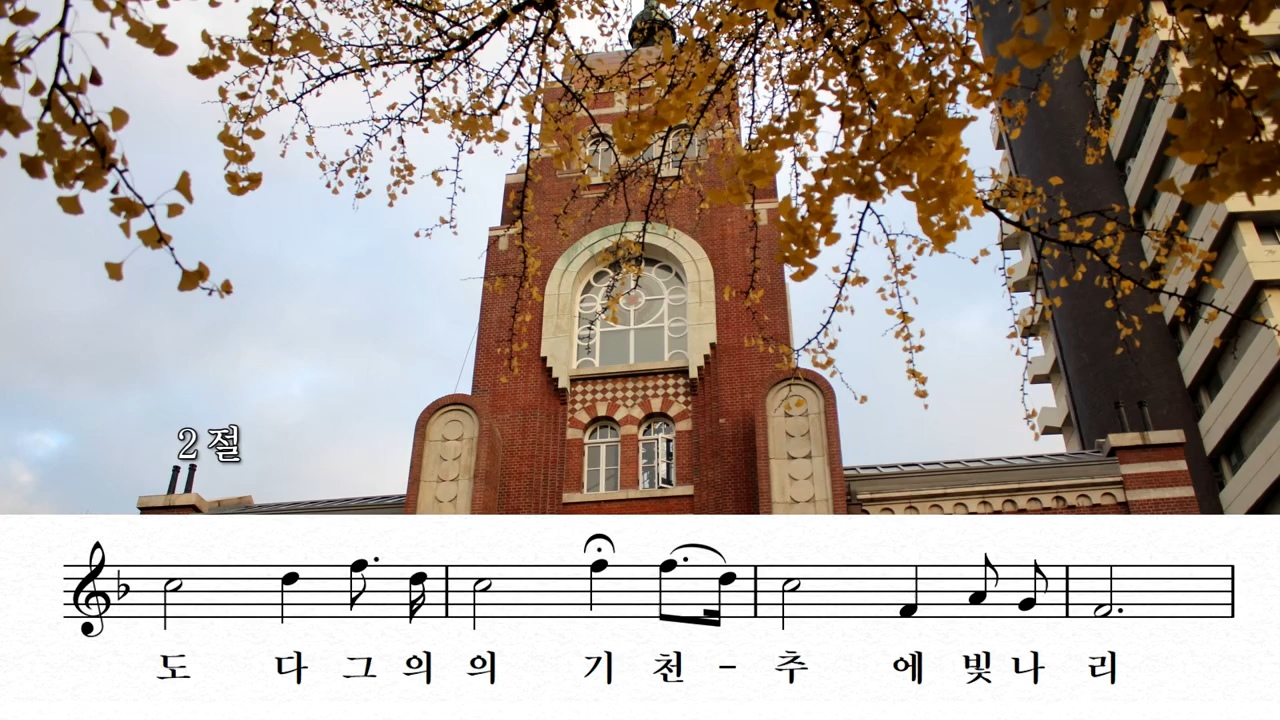 2절
도 다 그 의 의 기 천 - 추 에 빛 나 리